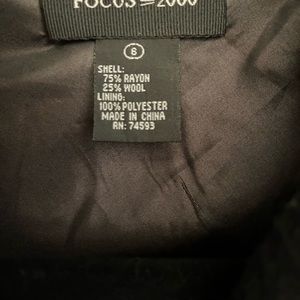 FOCUS=2000
6
SHELL:
75% RAYON
25% WOOL
LINING:
100% POLYESTER
MADE IN CHINA
RN: 74593